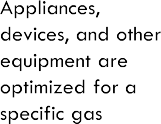 Appliances,
devices, and other
equipment are
optimized for a
specific gas